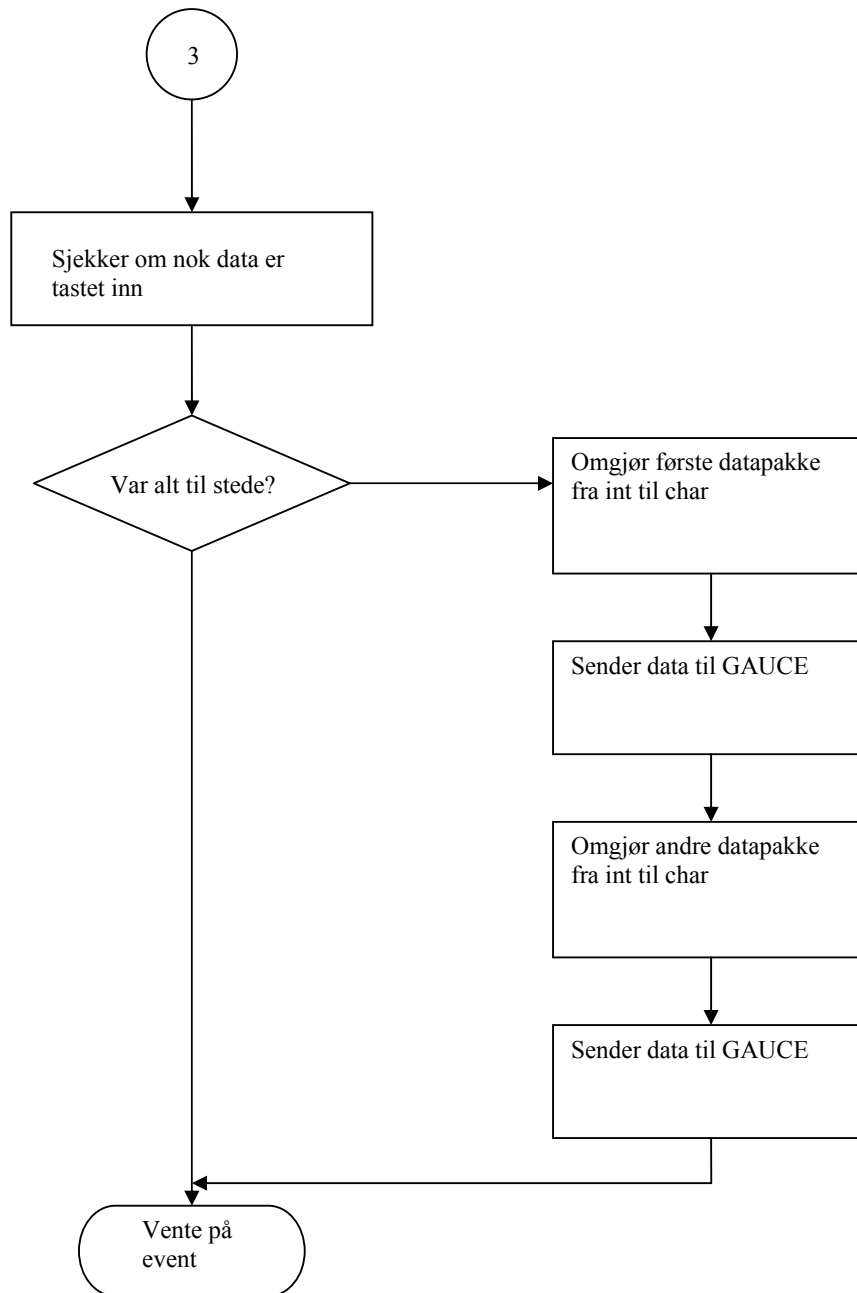 3
Sjekker om nok data er
tastet inn
Var alt til stede?
Omgjør første datapakke
fra int til char
Sender data til GAUCE
Omgjør andre datapakke
fra int til char
Sender data til GAUCE
Vente på
event